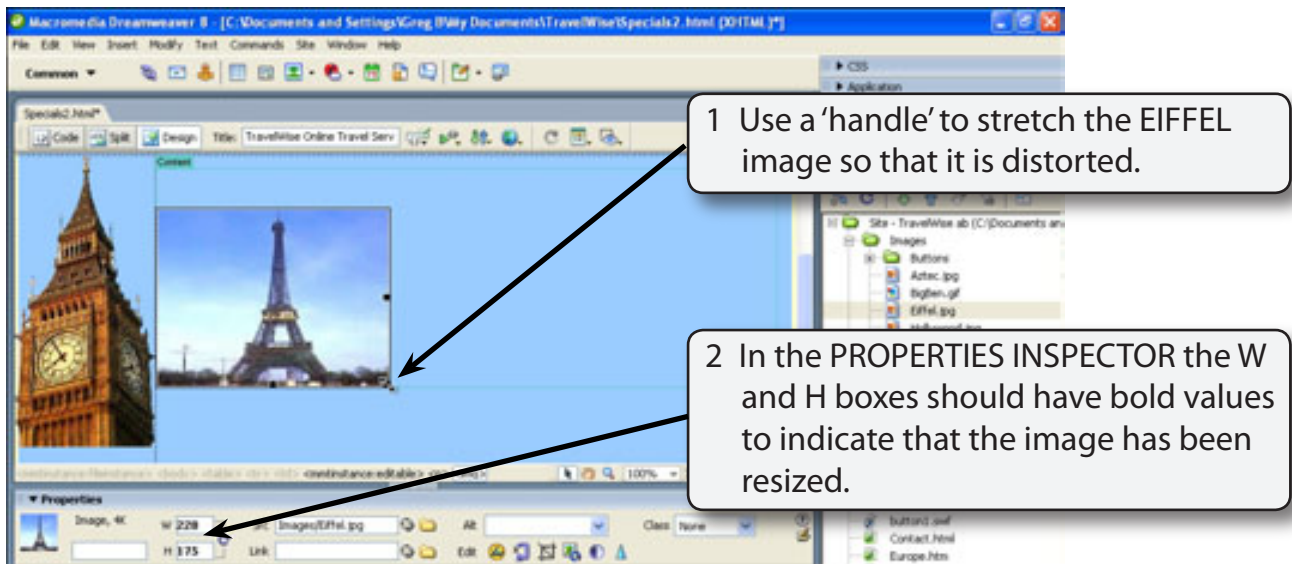 Macromedia Dreamweaver 8 - [C:\Documents and Settings\Greg B\My Documents\TravelWise\Specials2.html (XHTML)*]
File Edit View Insert Modify Text Commands Site Window Help
Common
CSS
Application
Specials2.html*
Code Split Design Title: TravelWise Online Travel Serv
1 Use a ‘handle’ to stretch the EIFFEL
image so that it is distorted.
Content
Site - TravelWise ab (C:\Documents an
Images
Buttons
Aztec.jpg
BigBen.gif
Eiffel.jpg
2 In the PROPERTIES INSPECTOR the W
and H boxes should have bold values
to indicate that the image has been
resized.
<mmtinstance:editable>
100%
Properties
Image, 4K W 228 Images/Eiffel.jpg Alt Class None
H 175 Link Edit
button1.swf
Contact.html
Europe.htm